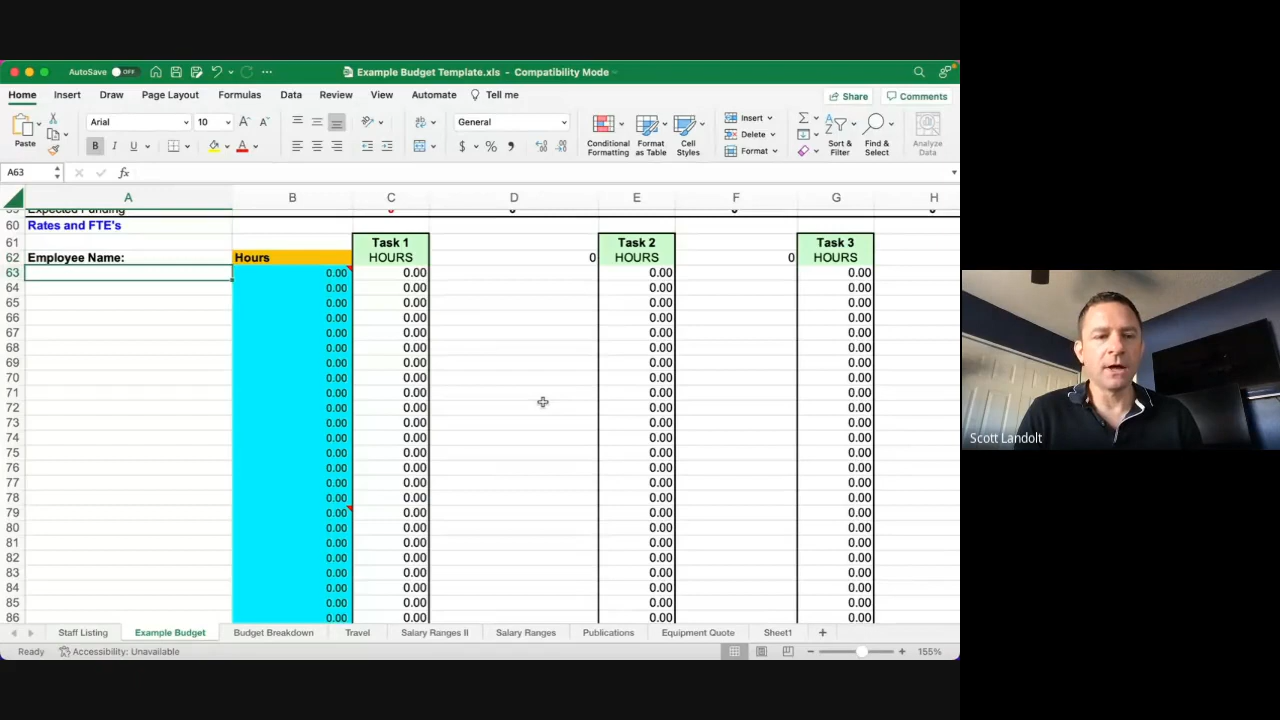 AutoSave OFF Example Budget Template.xls - Compatibility Mode
Home Insert Draw Page Layout Formulas Data Review View Automate Tell me Share Comments
Paste Arial 10 General Conditional Formatting Format as Table Cell Styles Insert Delete Format Sort & Filter Find & Select Analyze Data
B I U A $ %
A63 fx
A B C D E F G H
Expected Funding 0 0 0 0
60 Rates and FTE's
61 Task 1 Task 2 Task 3
62 Employee Name: Hours HOURS 0 HOURS 0 HOURS
63 0.00 0.00 0.00 0.00
64 0.00 0.00 0.00 0.00
65 0.00 0.00 0.00 0.00
66 0.00 0.00 0.00 0.00
67 0.00 0.00 0.00 0.00
68 0.00 0.00 0.00 0.00
69 0.00 0.00 0.00 0.00
70 0.00 0.00 0.00 0.00
71 0.00 0.00 0.00 0.00
72 0.00 0.00 0.00 0.00
73 0.00 0.00 0.00 0.00
74 0.00 0.00 0.00 0.00
75 0.00 0.00 0.00 0.00
76 0.00 0.00 0.00 0.00
77 0.00 0.00 0.00 0.00
78 0.00 0.00 0.00 0.00
79 0.00 0.00 0.00 0.00
80 0.00 0.00 0.00 0.00
81 0.00 0.00 0.00 0.00
82 0.00 0.00 0.00 0.00
83 0.00 0.00 0.00 0.00
84 0.00 0.00 0.00 0.00
85 0.00 0.00 0.00 0.00
86 0.00 0.00 0.00 0.00
Staff Listing Example Budget Budget Breakdown Travel Salary Ranges II Salary Ranges Publications Equipment Quote Sheet1
Ready Accessibility: Unavailable 155%
Scott Landolt